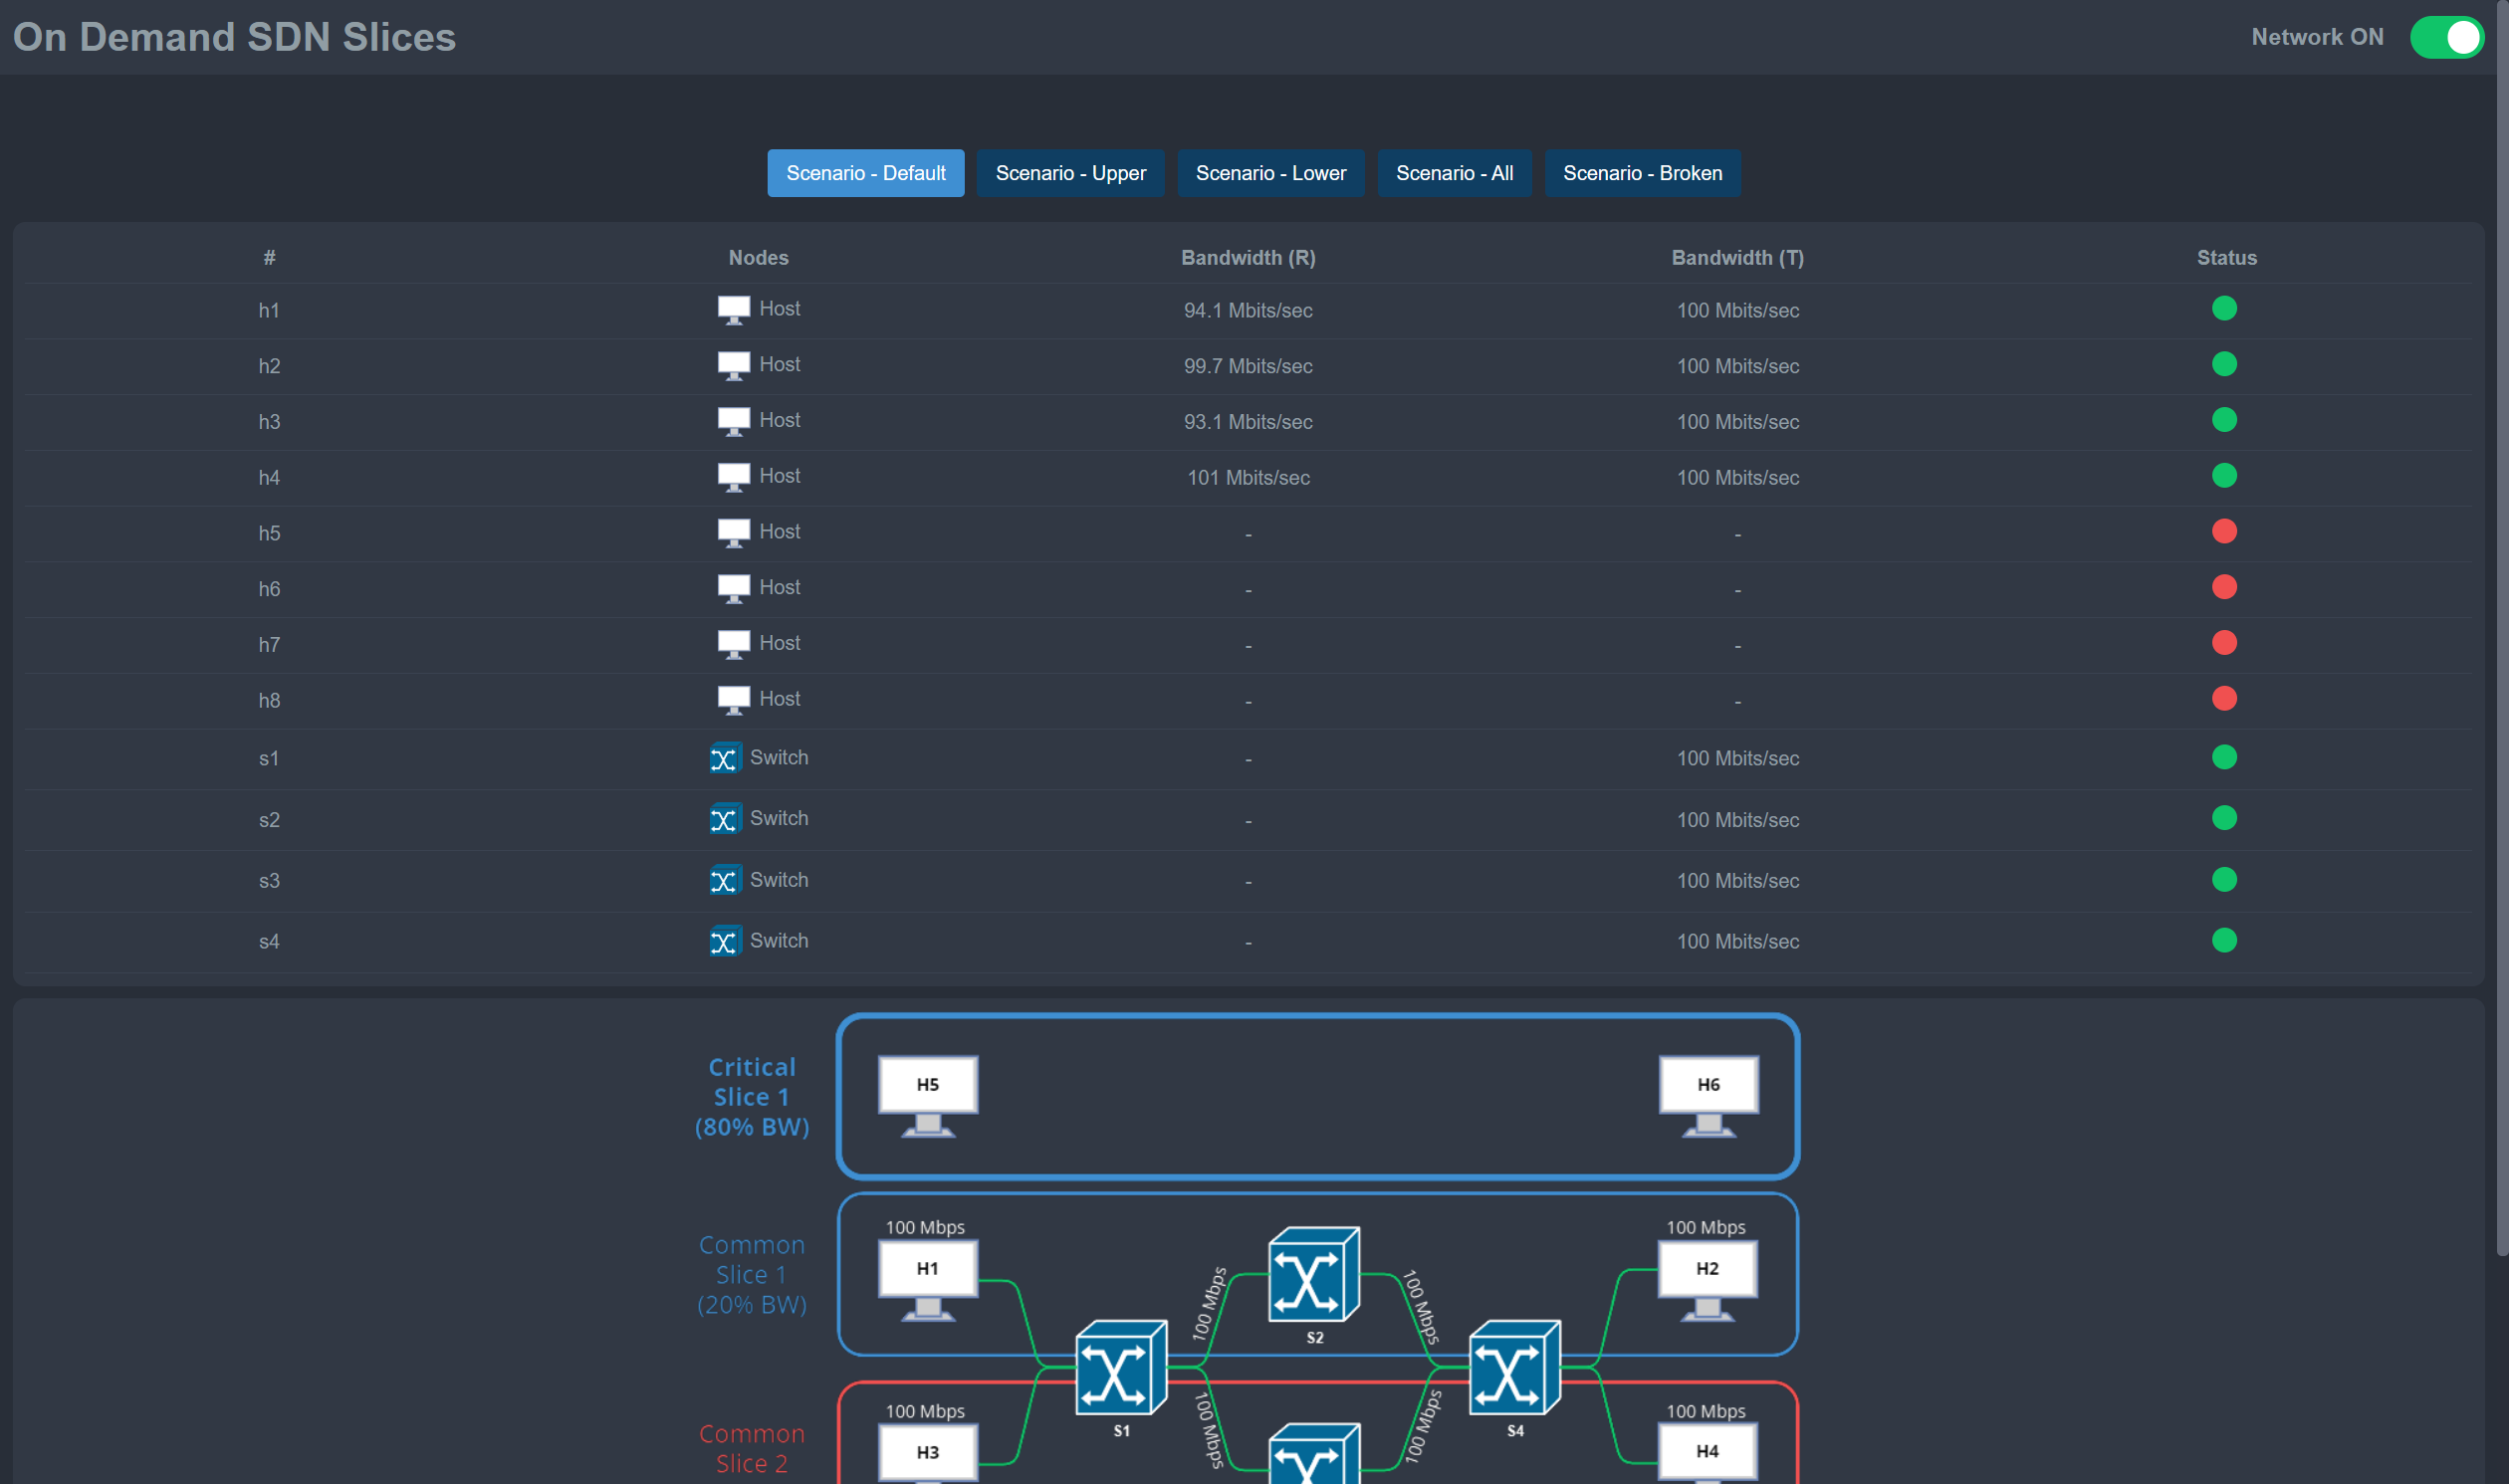 On Demand SDN Slices
Network ON
Scenario - Default Scenario - Upper Scenario - Lower Scenario - All Scenario - Broken
# Nodes Bandwidth (R) Bandwidth (T) Status
h1 Host 94.1 Mbits/sec 100 Mbits/sec
h2 Host 99.7 Mbits/sec 100 Mbits/sec
h3 Host 93.1 Mbits/sec 100 Mbits/sec
h4 Host 101 Mbits/sec 100 Mbits/sec
h5 Host - -
h6 Host - -
h7 Host - -
h8 Host - -
s1 Switch - 100 Mbits/sec
s2 Switch - 100 Mbits/sec
s3 Switch - 100 Mbits/sec
s4 Switch - 100 Mbits/sec
Critical
Slice 1
(80% BW)
H5
H6
Common
Slice 1
(20% BW)
100 Mbps
H1
100 Mbps
S2
100 Mbps
100 Mbps
H2
S1
S4
Common
Slice 2
100 Mbps
H3
100 Mbps
100 Mbps
100 Mbps
H4